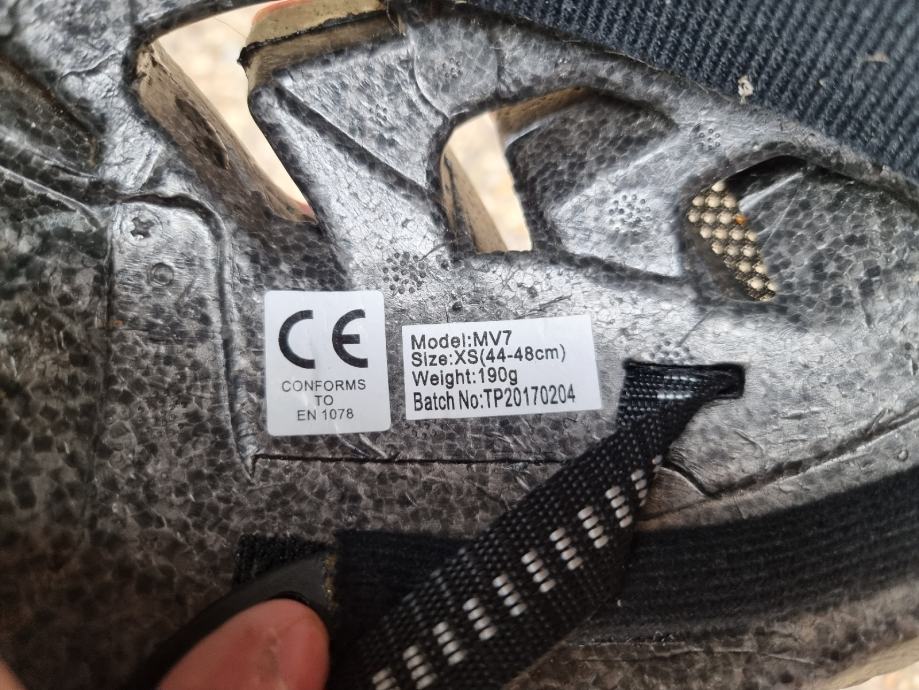 CE
CONFORMS
TO
EN 1078
Model:MV7
Size:XS(44-48cm)
Weight:190g
Batch No:TP20170204